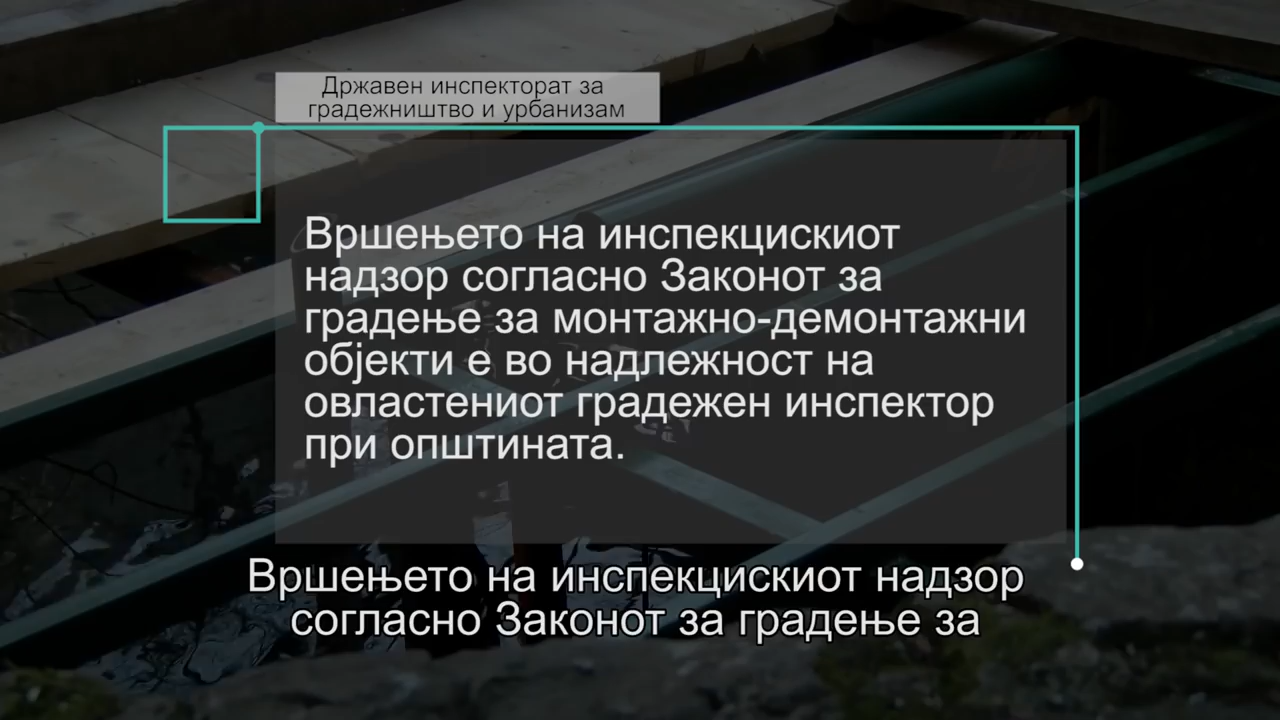 Државен инспекторат за
градежништво и урбанизам
Вршењето на инспекцискиот
надзор согласно Законот за
градење за монтажно-демонтажни
објекти е во надлежност на
овластениот градежен инспектор
при општината.
Вршењето на инспекцискиот надзор
согласно Законот за градење за